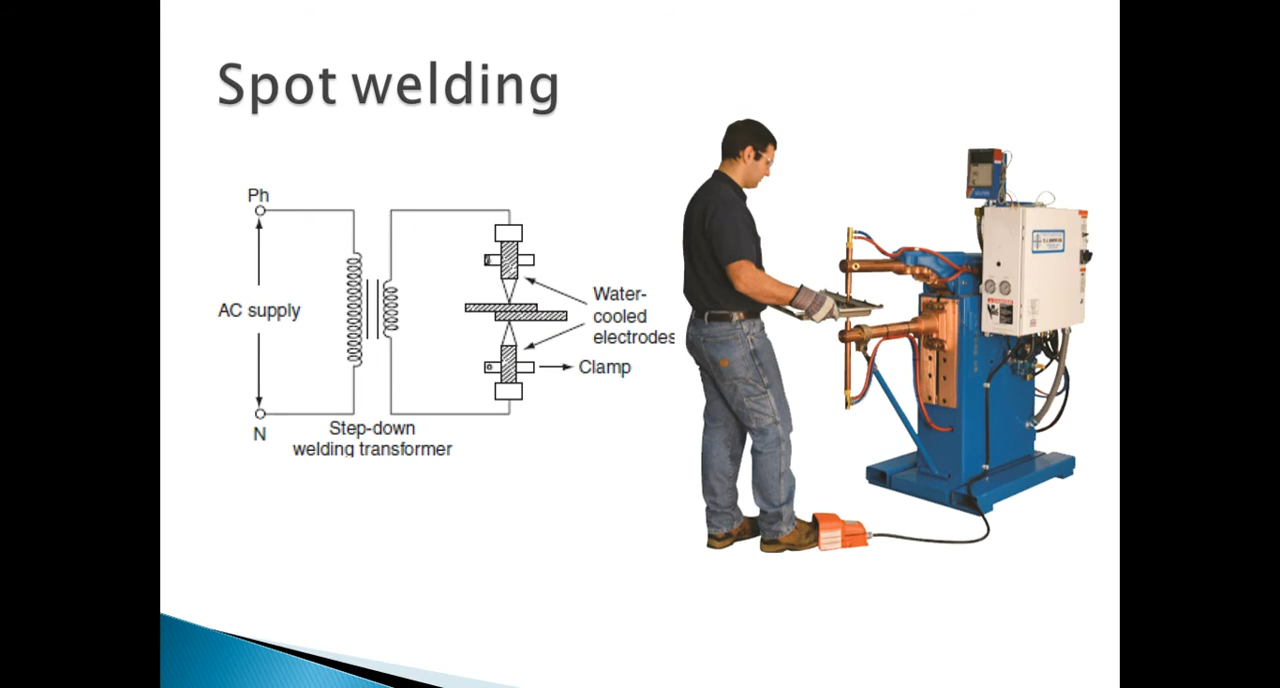 Spot welding
Ph
AC supply
N
Step-down
welding transformer
Water-
cooled
electrodes
Clamp